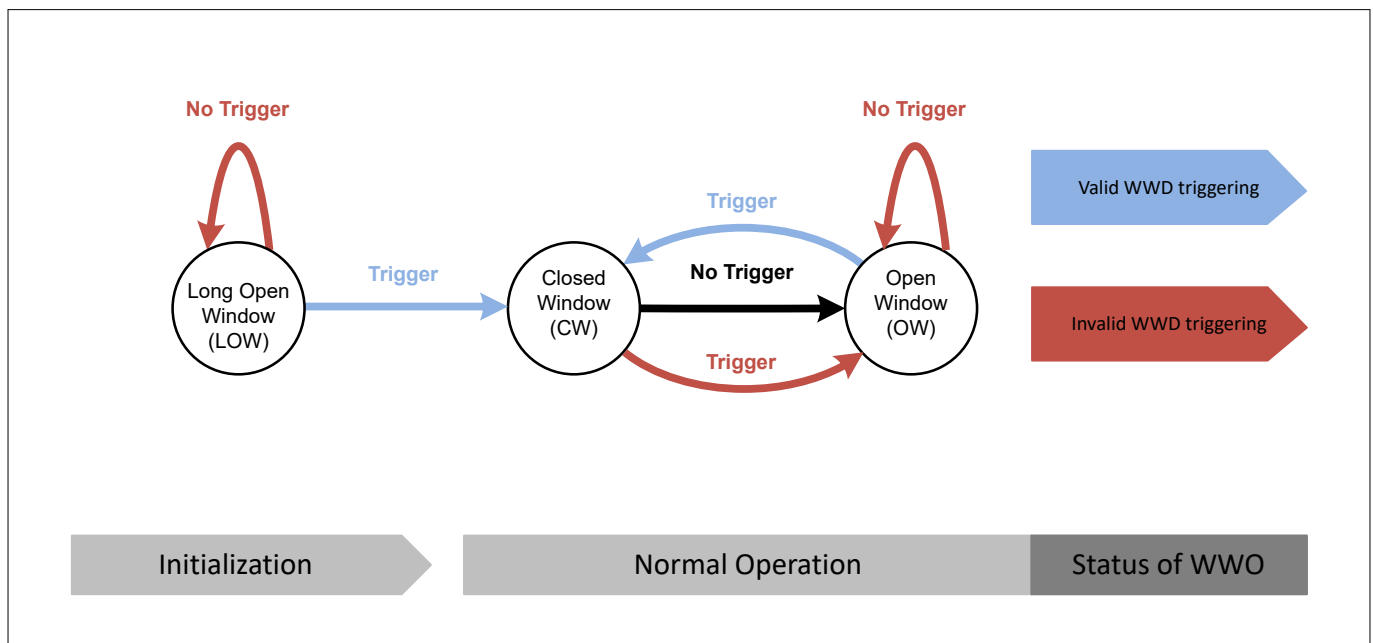 No Trigger
No Trigger
Valid WWD triggering
Trigger
Trigger
No Trigger
Long Open
Window
(LOW)
Closed
Window
(CW)
Open
Window
(OW)
Invalid WWD triggering
Trigger
Initialization
Normal Operation
Status of WWO